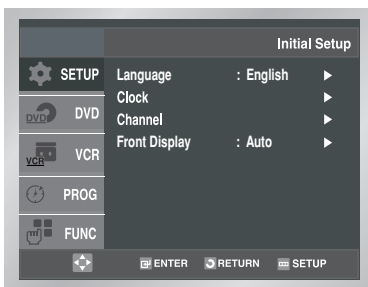 Initial Setup
SETUP
Language : English ►
Clock ►
Channel ►
Front Display : Auto ►
DVD DVD
VCR VCR
PROG
FUNC
ENTER RETURN SETUP